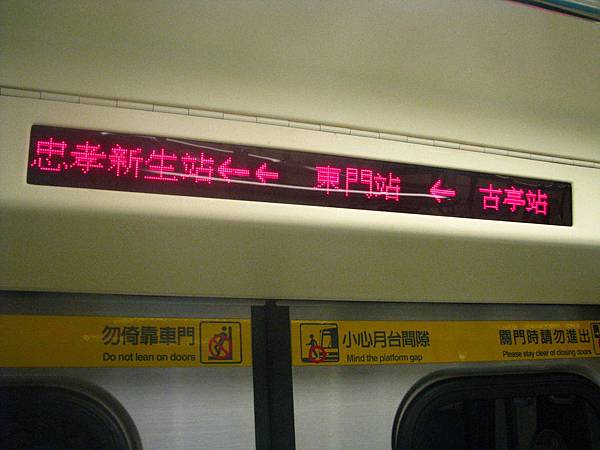 忠孝新生站←← 東門站 ← 古亭站
勿倚靠車門
Do not lean on doors
小心月台間隙
Mind the platform gap
關門時請勿進出
Please stay clear of closing doors